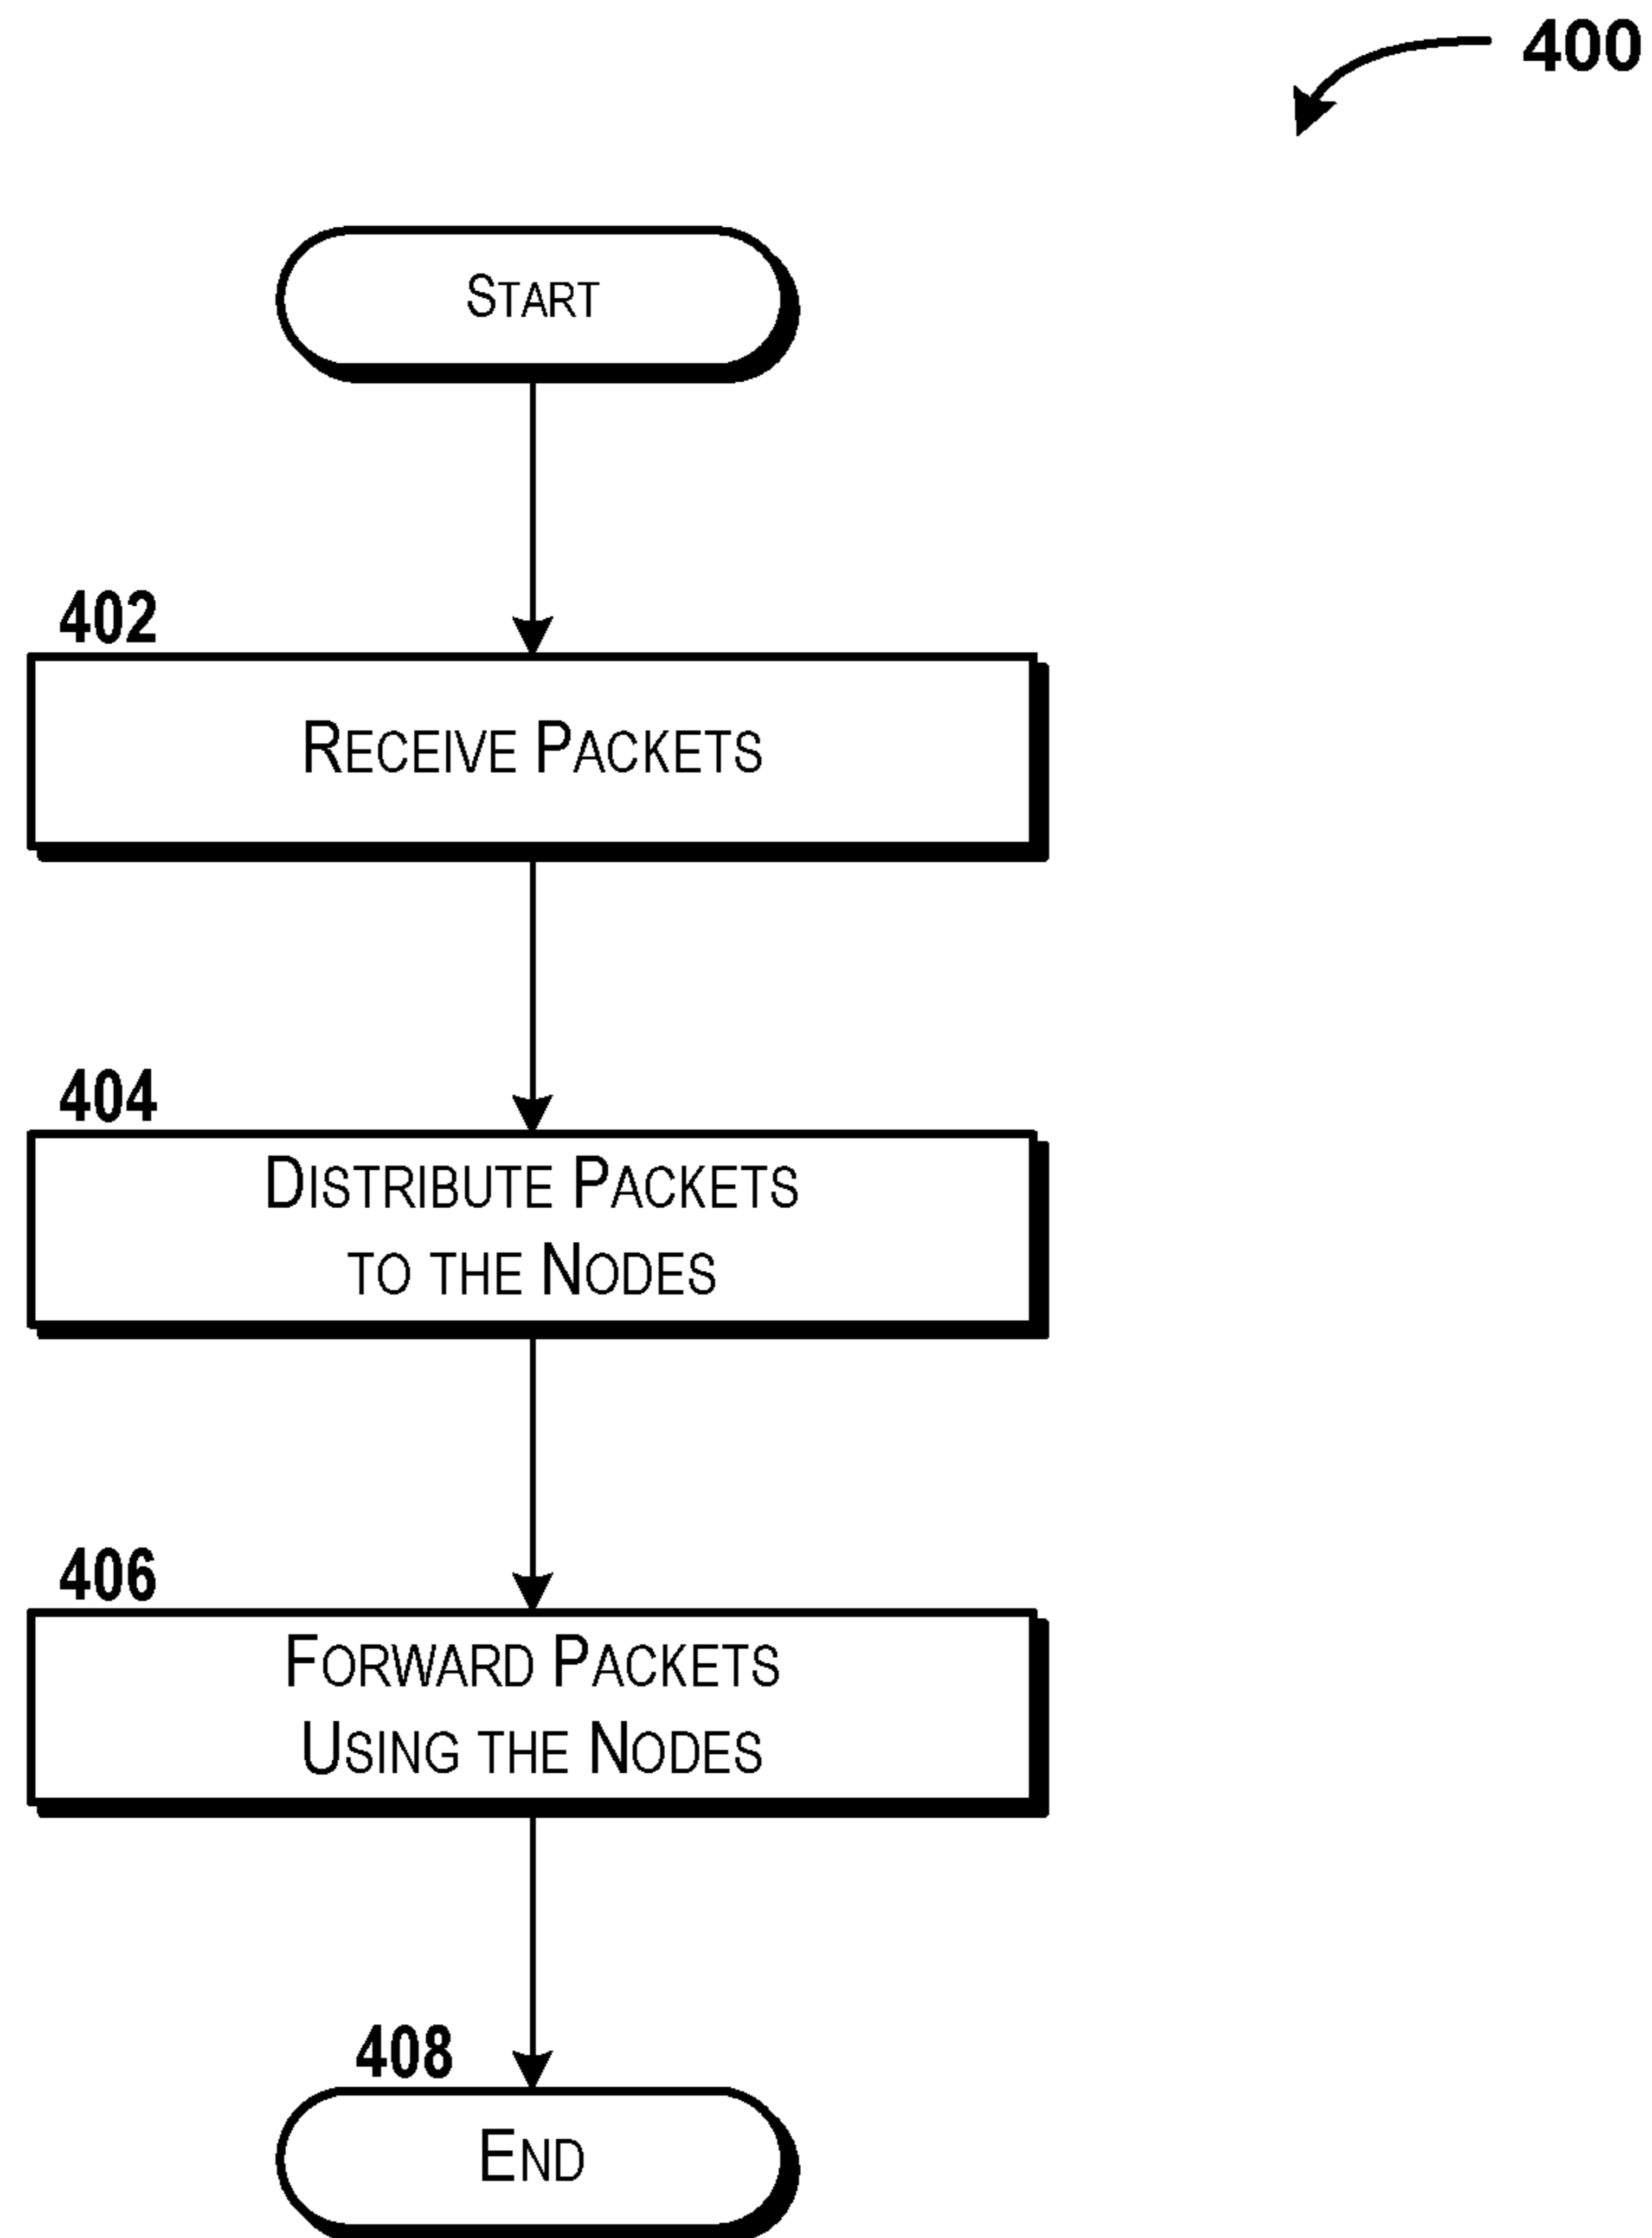 400
START
402
RECEIVE PACKETS
404
DISTRIBUTE PACKETS
TO THE NODES
406
FORWARD PACKETS
USING THE NODES
408
END